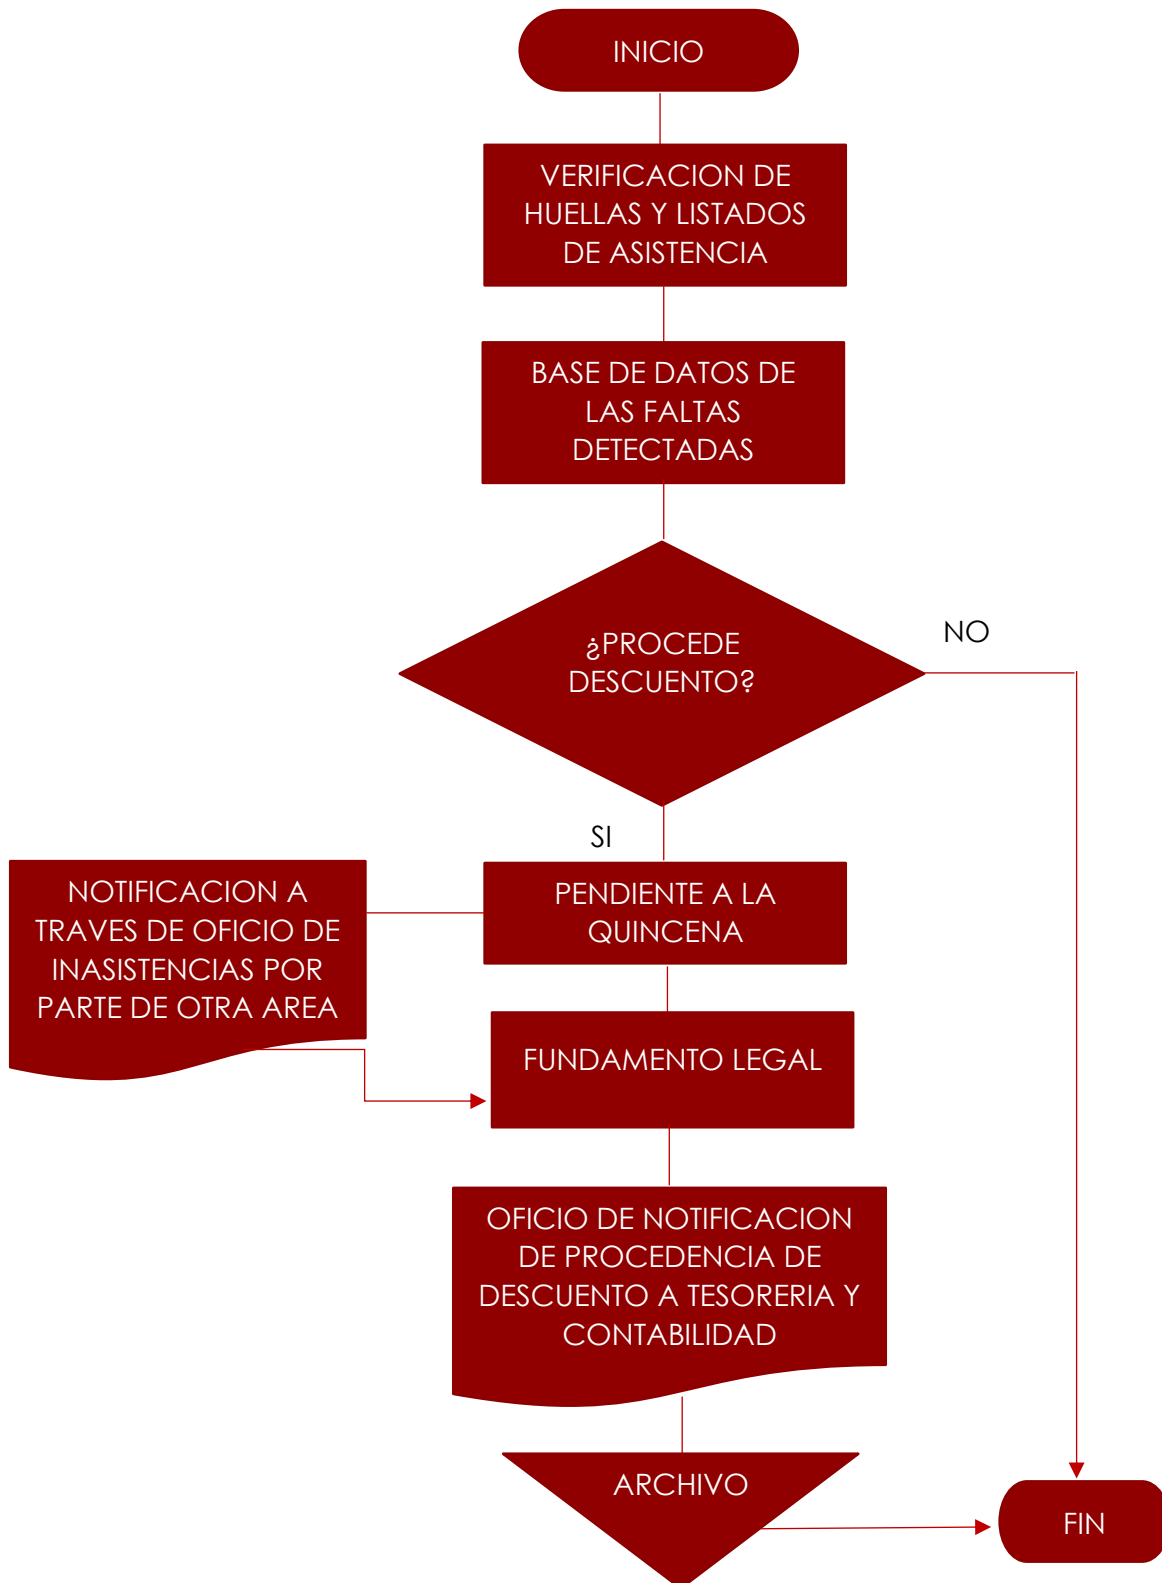 INICIO
VERIFICACION DE
HUELLAS Y LISTADOS
DE ASISTENCIA
BASE DE DATOS DE
LAS FALTAS
DETECTADAS
¿PROCEDE
DESCUENTO?
NO
SI
NOTIFICACION A
TRAVES DE OFICIO DE
INASISTENCIAS POR
PARTE DE OTRA AREA
PENDIENTE A LA
QUINCENA
FUNDAMENTO LEGAL
OFICIO DE NOTIFICACION
DE PROCEDENCIA DE
DESCUENTO A TESORERIA Y
CONTABILIDAD
ARCHIVO
FIN